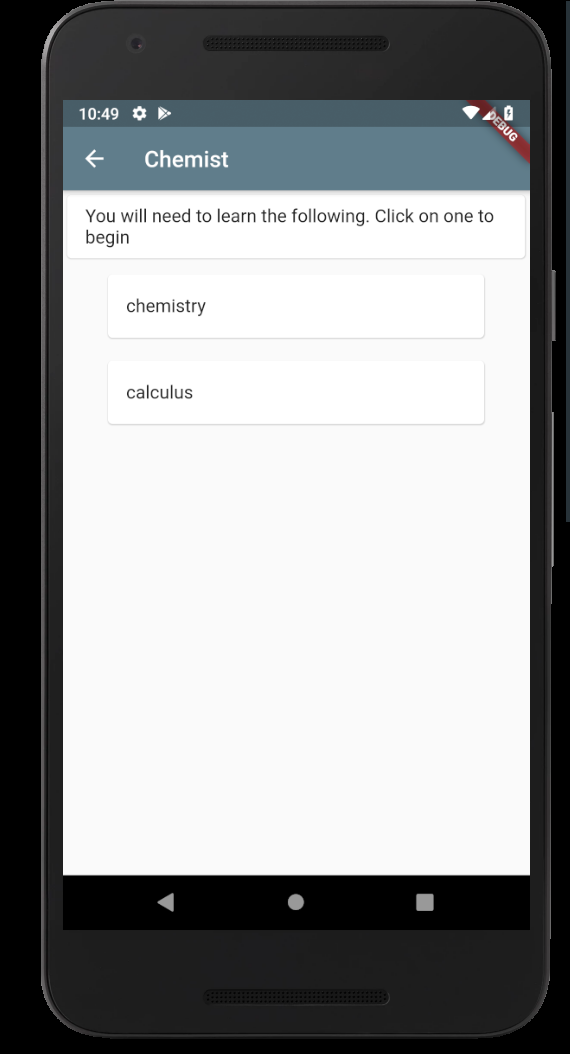 10:49
DEBUG
Chemist
You will need to learn the following. Click on one to
begin
chemistry
calculus